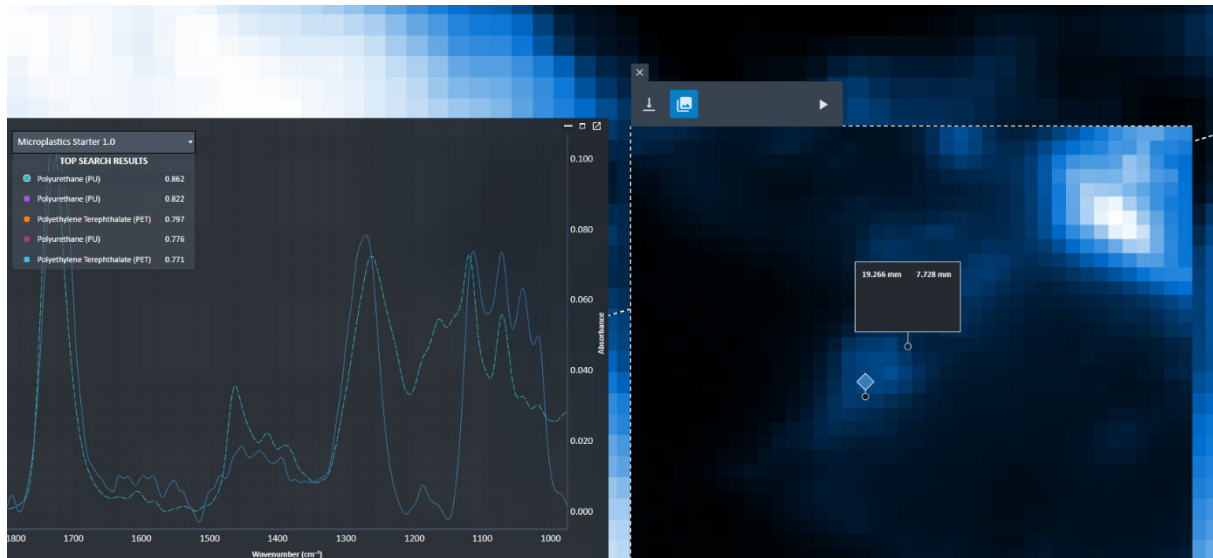 Microplastics Starter 1.0
TOP SEARCH RESULTS
Polyurethane (PU) 0.862
Polyurethane (PU) 0.822
Polyethylene Terephthalate (PET) 0.797
Polyurethane (PU) 0.776
Polyethylene Terephthalate (PET) 0.771
0.100
0.080
0.060
0.040
0.020
0.000
Absorbance
1800 1700 1600 1500 1400 1300 1200 1100 1000
Wavenumber (cm⁻¹)
19.266 mm 7.728 mm